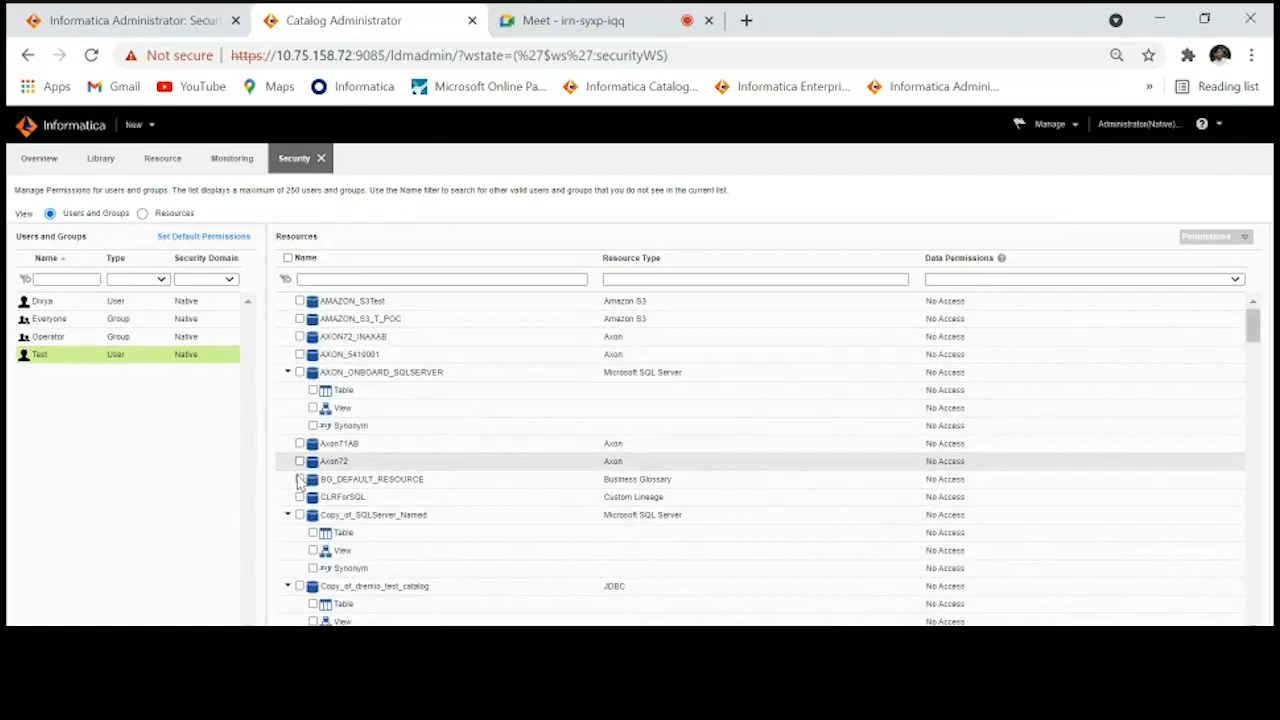 Informatica Administrator: Securi
Catalog Administrator
Meet - irn-syxp-iqq
Not secure
https://10.75.158.72:9085/ldmadmin/?wstate=(%27$ws%27:securityWS)
Apps
Gmail
YouTube
Maps
Informatica
Microsoft Online Pa...
Informatica Catalog...
Informatica Enterpri...
Informatica Admini...
»
Reading list
Informatica
New
Manage
Administrator(Native)...
Overview
Library
Resource
Monitoring
Security
Manage Permissions for users and groups. The list displays a maximum of 250 users and groups. Use the Name filter to search for other valid users and groups that you do not see in the current list.
View Users and Groups Resources
Users and Groups Set Default Permissions
Resources
Permissions
Name Type Security Domain
Name Resource Type Data Permissions
Divya User Native
Everyone Group Native
Operator Group Native
Test User Native
AMAZON_S3Test Amazon S3 No Access
AMAZON_S3_T_POC Amazon S3 No Access
AXON72_INAXAB Axon No Access
AXON_5410001 Axon No Access
AXON_ONBOARD_SQLSERVER Microsoft SQL Server No Access
Table No Access
View No Access
xyz Synonym No Access
Axon71AB Axon No Access
Axon72 Axon No Access
BG_DEFAULT_RESOURCE Business Glossary No Access
CLRForSQL Custom Lineage No Access
Copy_of_SQLServer_Named Microsoft SQL Server No Access
Table No Access
View No Access
xyz Synonym No Access
Copy_of_dremio_test_catalog JDBC No Access
Table No Access
View No Access